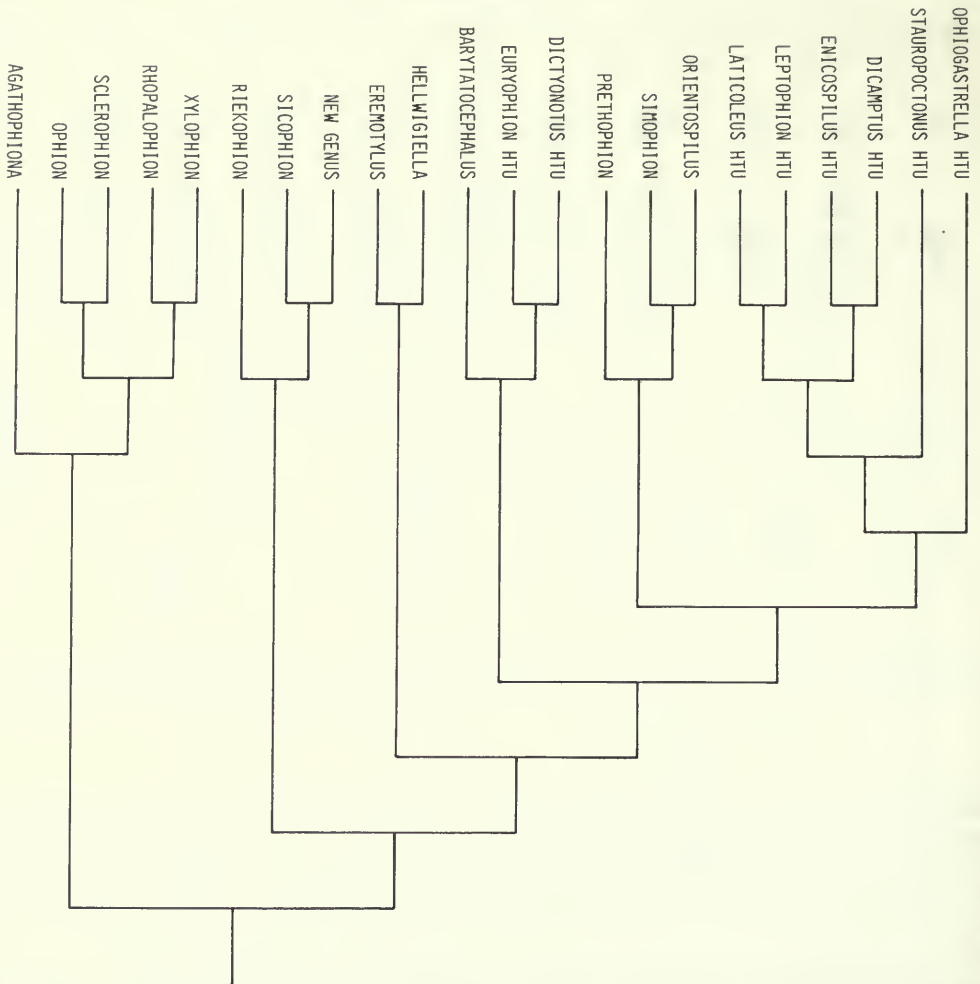 AGATHOPHIONA
OPHION
SCLEROPHION
RHOPALOPHION
XYLOPHION
RIEKOPHION
SICOPHION
NEW GENUS
EREMOTYLUS
HELLWIGIELLA
BARYTATOCEPHALUS
EURYOPHION HTU
DICTYONOTUS HTU
PRETHOPHION
SIMOPHION
ORIENTOSPILUS
LATICOLEUS HTU
LEPTOPHION HTU
ENICOSPILUS HTU
DICAMPTUS HTU
STAUROPOCTONUS HTU
OPHIOGASTRELLA HTU